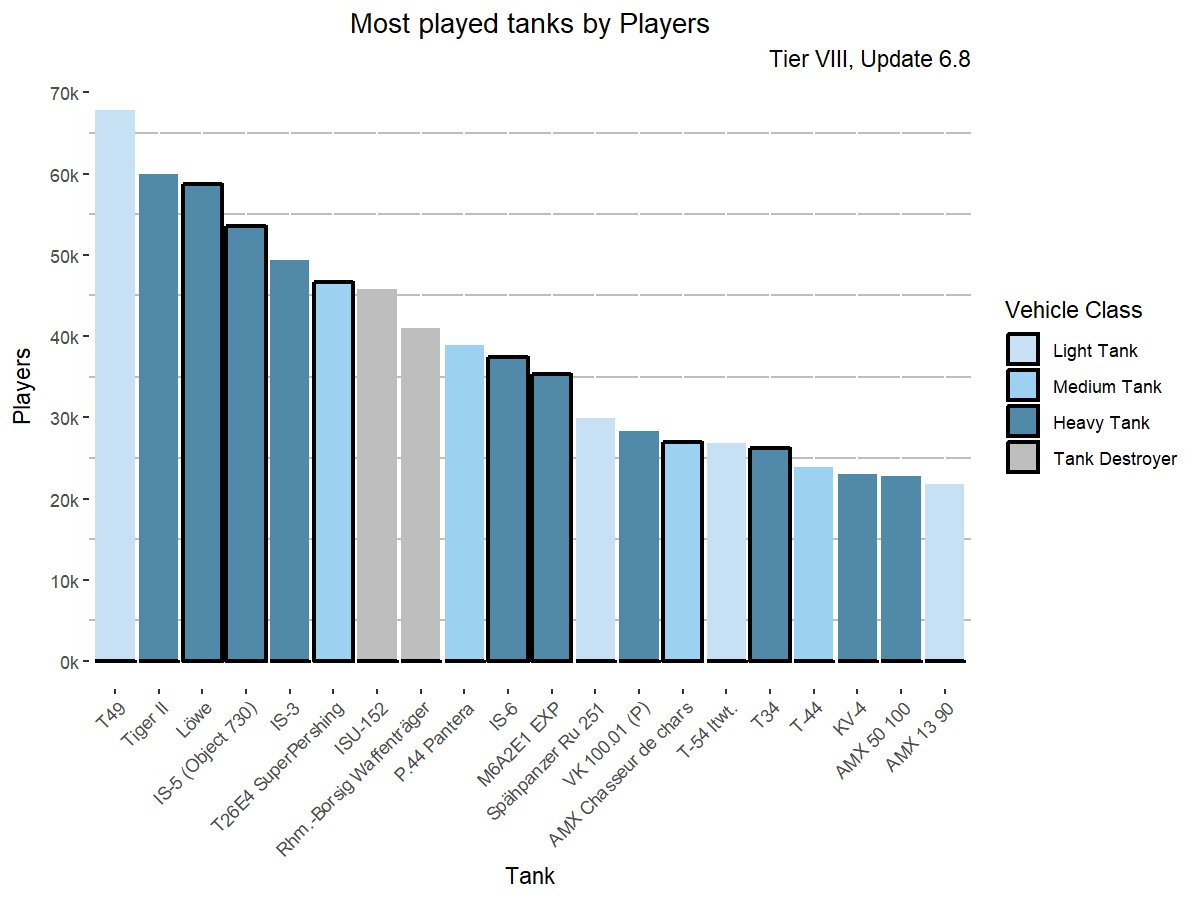 Most played tanks by Players
Tier VIII, Update 6.8
Players
70k
60k
50k
40k
30k
20k
10k
0k
T49
Tiger II
Löwe
IS-5 (Object 730)
IS-3
T26E4 SuperPershing
ISU-152
Rhm.-Borsig Waffenträger
P.44 Pantera
IS-6
M6A2E1 EXP
Spähpanzer Ru 251
VK 100.01 (P)
AMX Chasseur de chars
T-54 ltwt.
T34
T-44
KV-4
AMX 50 100
AMX 13 90
Tank
Vehicle Class
Light Tank
Medium Tank
Heavy Tank
Tank Destroyer